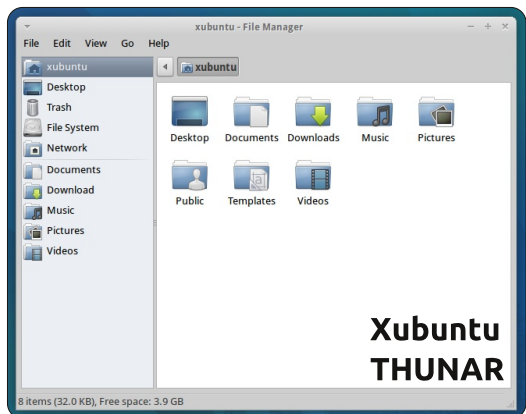 xubuntu - File Manager
File Edit View Go Help
xubuntu
Desktop
Trash
File System
Network
Documents
Download
Music
Pictures
Videos
xubuntu
Desktop Documents Downloads Music Pictures
Public Templates Videos
Xubuntu
THUNAR
8 items (32.0 KB), Free space: 3.9 GB